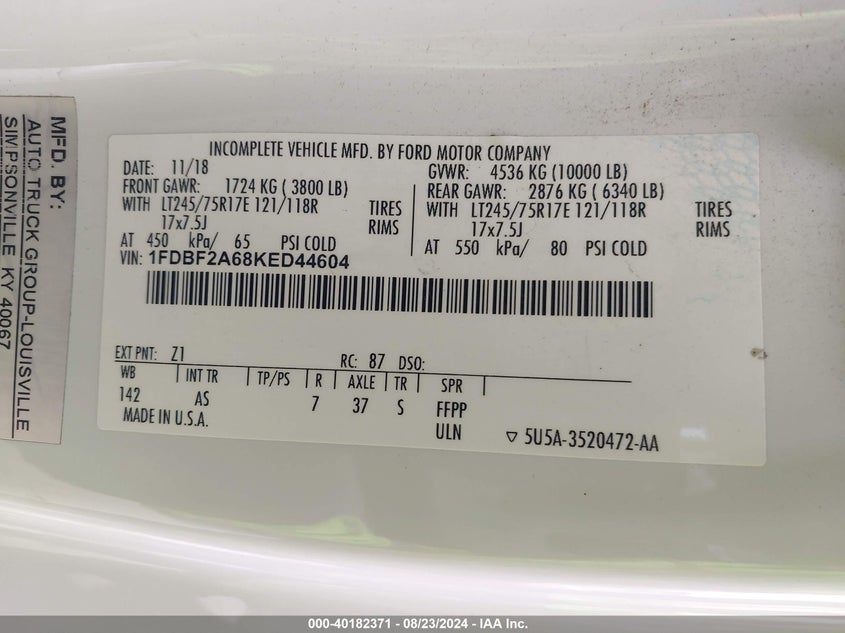 MFD. BY:
AUTO TRUCK GROUP-LOUISVILLE
SIMPSONVILLE KY 40067
INCOMPLETE VEHICLE MFD. BY FORD MOTOR COMPANY
DATE: 11/18 GVWR: 4536 KG (10000 LB)
FRONT GAWR: 1724 KG ( 3800 LB) REAR GAWR: 2876 KG ( 6340 LB)
WITH LT245/75R17E 121/118R TIRES WITH LT245/75R17E 121/118R TIRES
17x7.5J RIMS 17x7.5J RIMS
AT 450 kPa/ 65 PSI COLD AT 550 kPa/ 80 PSI COLD
VIN: 1FDBF2A68KED44604
EXT PNT: Z1 RC: 87 DSO:
WB INT TR TP/PS R AXLE TR SPR
142 AS 7 37 S FFPP
MADE IN U.S.A. ULN ▽ 5U5A-3520472-AA
000-40182371 - 08/23/2024 - IAA Inc.